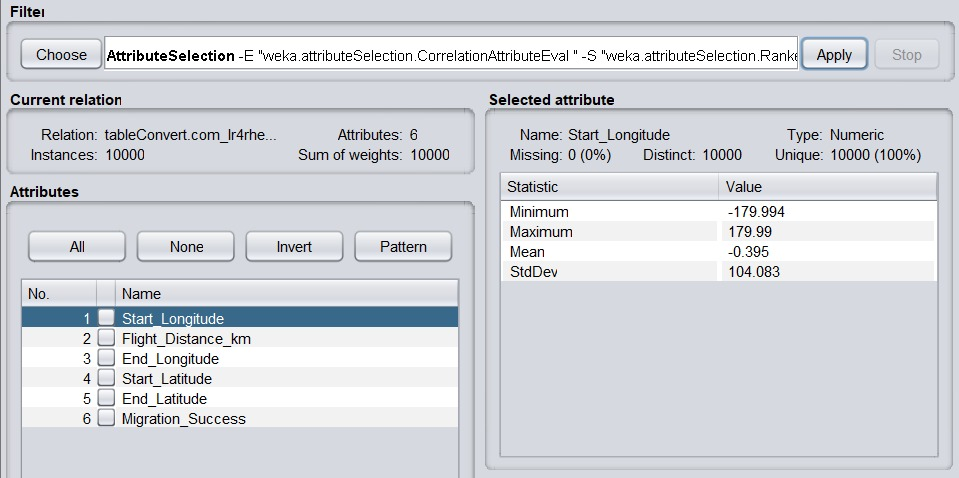 Filter
Choose AttributeSelection -E "weka.attributeSelection.CorrelationAttributeEval " -S "weka.attributeSelection.Ranke Apply Stop
Current relation
Relation: tableConvert.com_lr4rhe... Attributes: 6
Instances: 10000 Sum of weights: 10000
Attributes
All None Invert Pattern
No. Name
1 Start_Longitude
2 Flight_Distance_km
3 End_Longitude
4 Start_Latitude
5 End_Latitude
6 Migration_Success
Selected attribute
Name: Start_Longitude Type: Numeric
Missing: 0 (0%) Distinct: 10000 Unique: 10000 (100%)
Statistic Value
Minimum -179.994
Maximum 179.99
Mean -0.395
StdDev 104.083